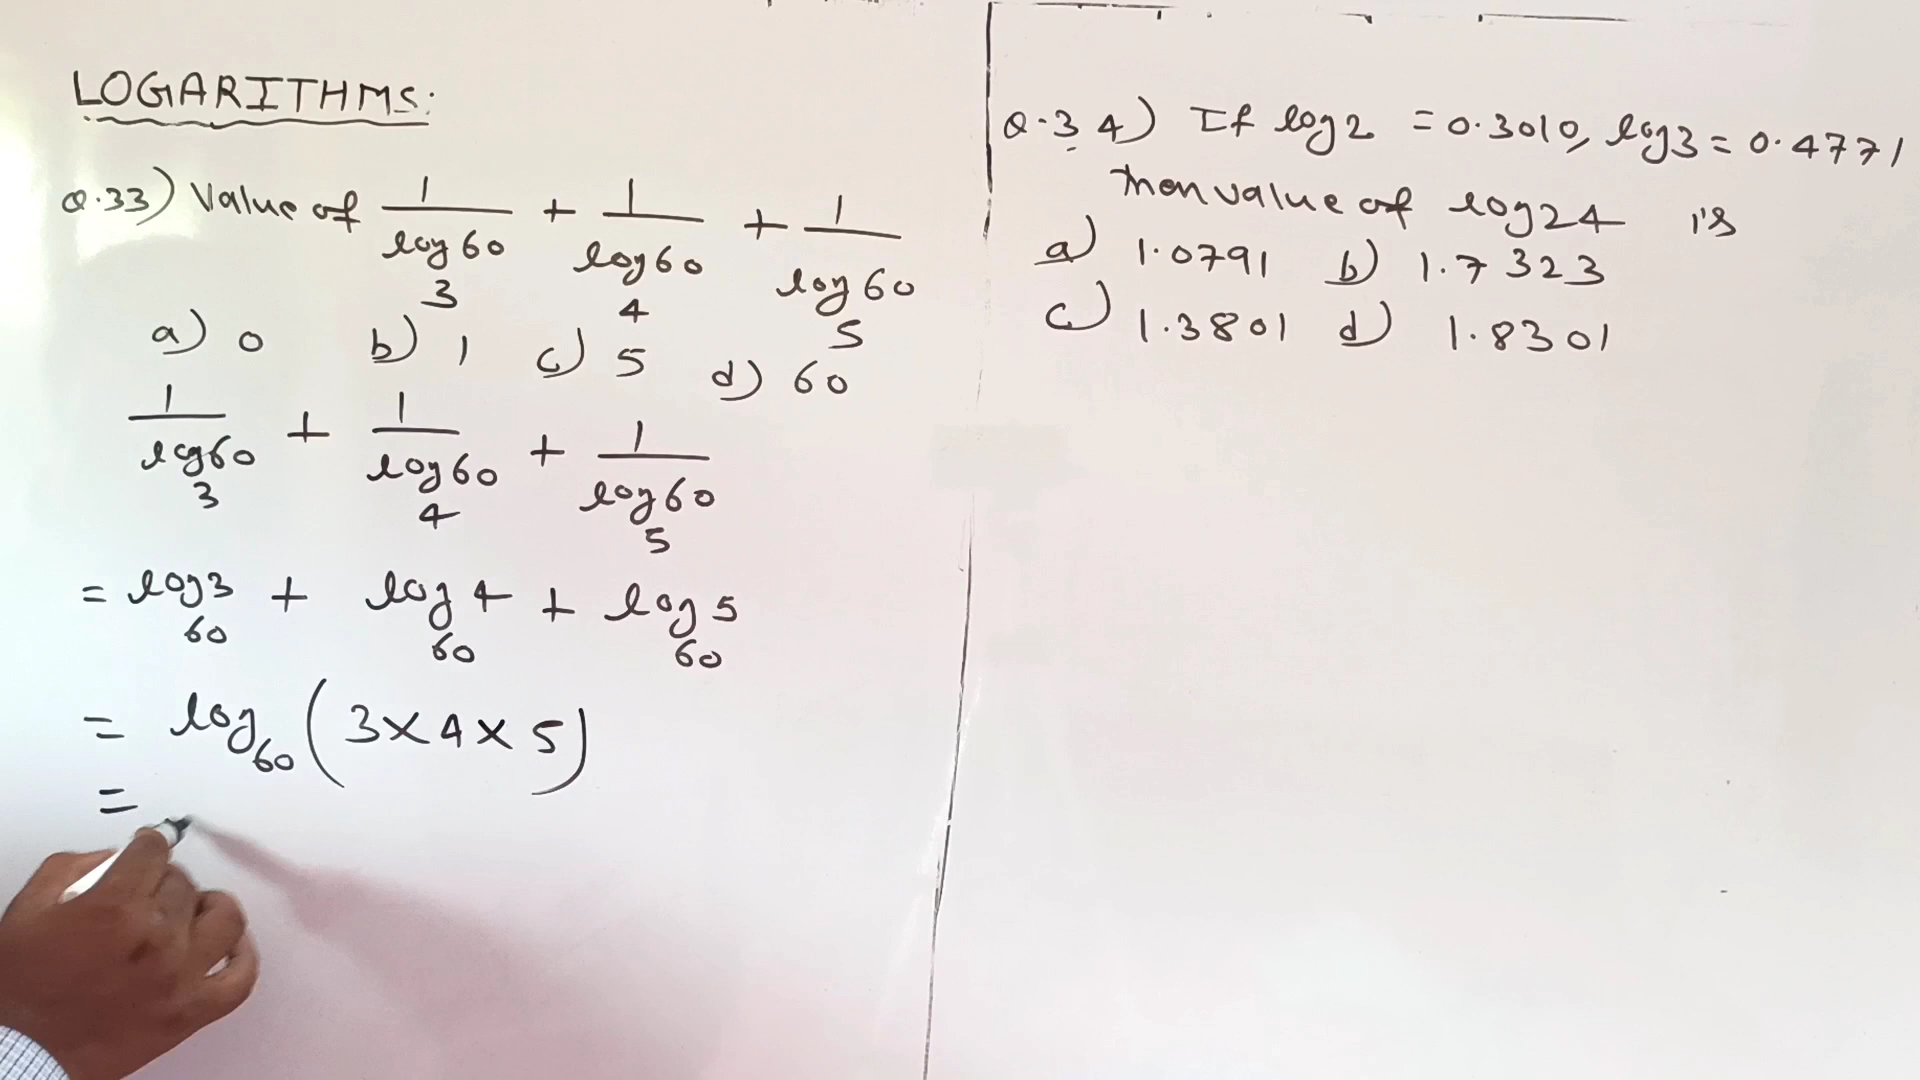 LOGARITHMS:
Q.33) Value of 1/log₃60 + 1/log₄60 + 1/log₅60
a) 0 b) 1 c) 5 d) 60
1/log₃60 + 1/log₄60 + 1/log₅60
= log₆₀3 + log₆₀4 + log₆₀5
= log₆₀(3×4×5)
=
Q.34) If log2 = 0.3010, log3 = 0.4771
then value of log24 is
a) 1.0791 b) 1.7323
c) 1.3801 d) 1.8301